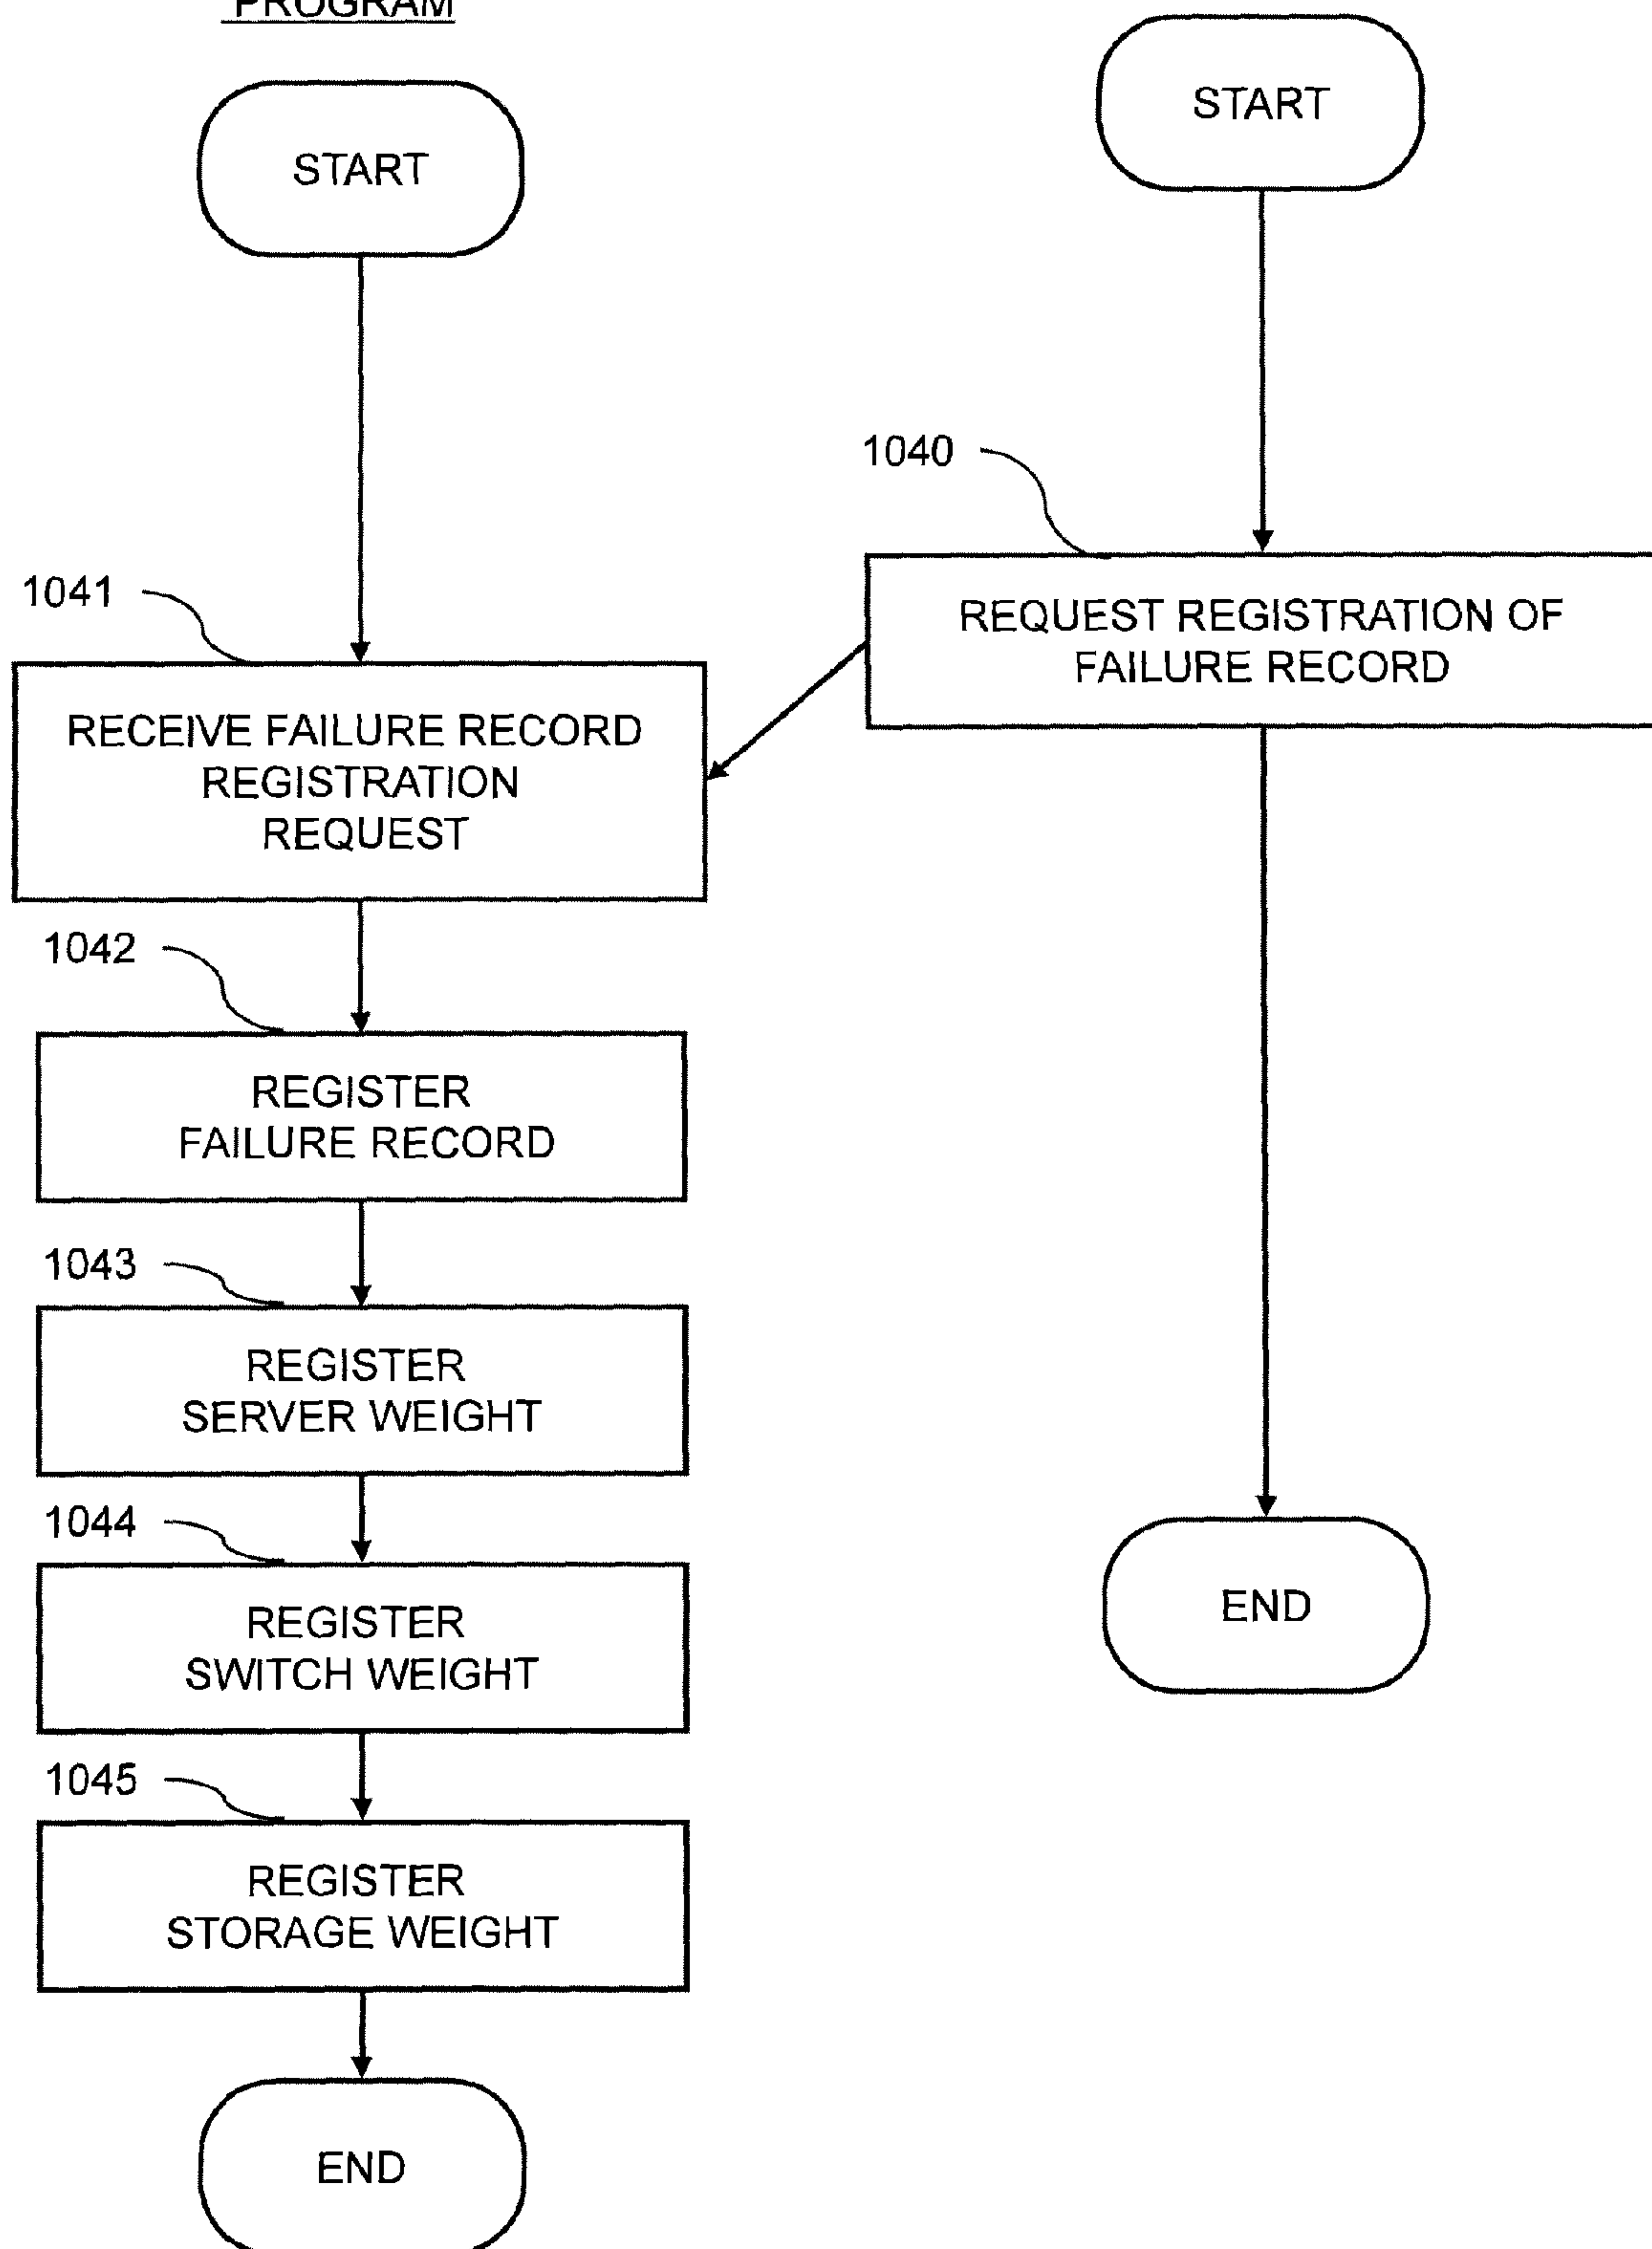 PROGRAM
START
START
1040
REQUEST REGISTRATION OF
FAILURE RECORD
1041
RECEIVE FAILURE RECORD
REGISTRATION
REQUEST
1042
REGISTER
FAILURE RECORD
1043
REGISTER
SERVER WEIGHT
1044
REGISTER
SWITCH WEIGHT
END
1045
REGISTER
STORAGE WEIGHT
END